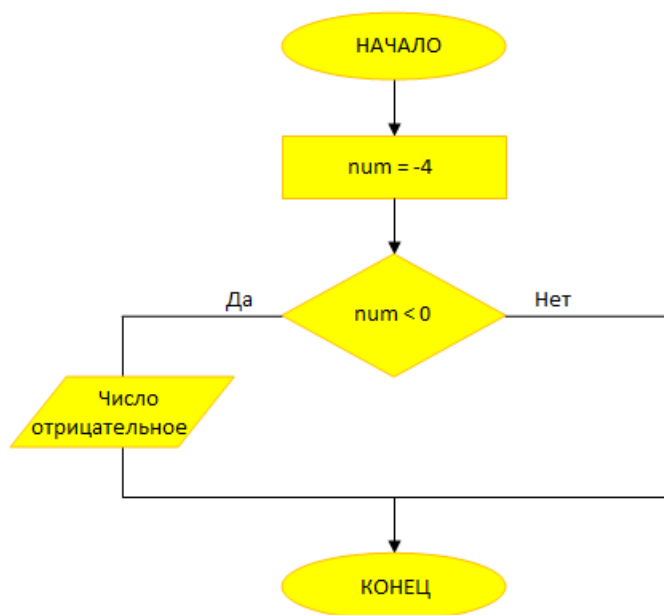 НАЧАЛО
num = -4
Да
Нет
num < 0
Число
отрицательное
КОНЕЦ